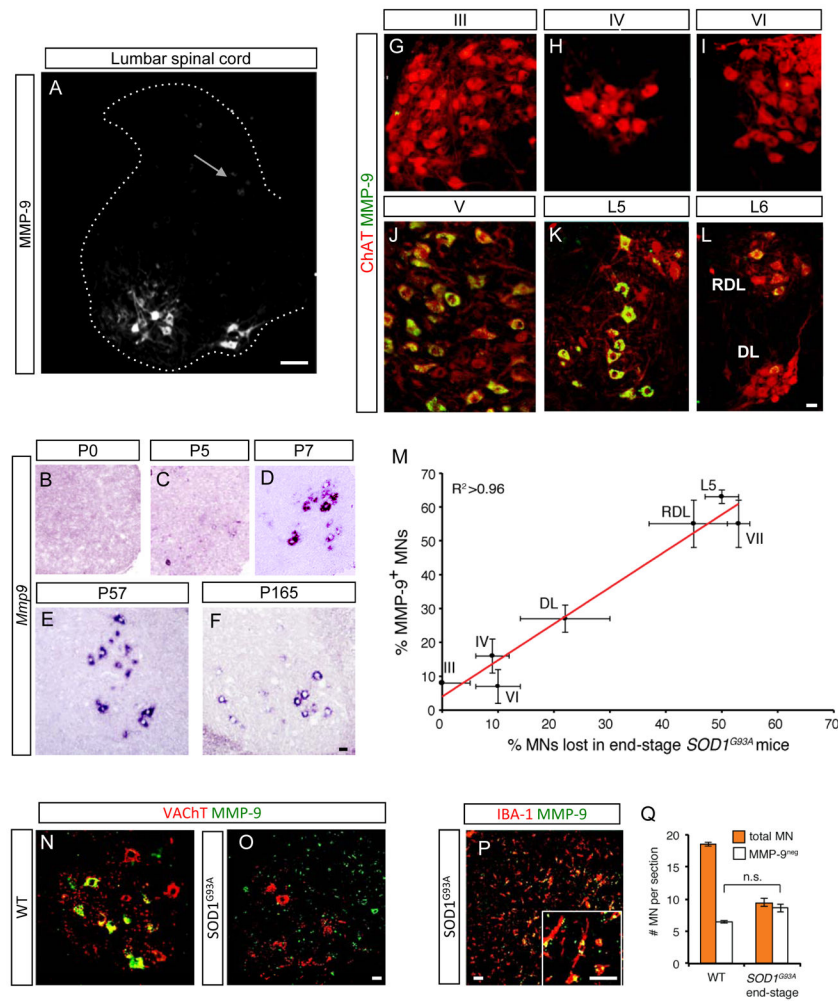 Lumbar spinal cord
MMP-9
A
III
IV
VI
G
H
I
ChAT MMP-9
V
L5
L6
J
K
L
RDL
DL
P0
P5
P7
B
C
D
Mmp9
P57
P165
E
F
M
R²>0.96
% MMP-9⁺ MNs
70
60
50
40
30
20
10
0
L5
RDL
VII
DL
IV
III
VI
0
10
20
30
40
50
60
70
% MNs lost in end-stage SOD1ᴳ⁹³ᴬ mice
VAChT MMP-9
WT
N
SOD1ᴳ⁹³ᴬ
O
IBA-1 MMP-9
SOD1ᴳ⁹³ᴬ
P
Q
total MN
MMP-9ⁿᵉᵍ
# MN per section
20
15
10
5
0
n.s.
WT
SOD1ᴳ⁹³ᴬ
end-stage